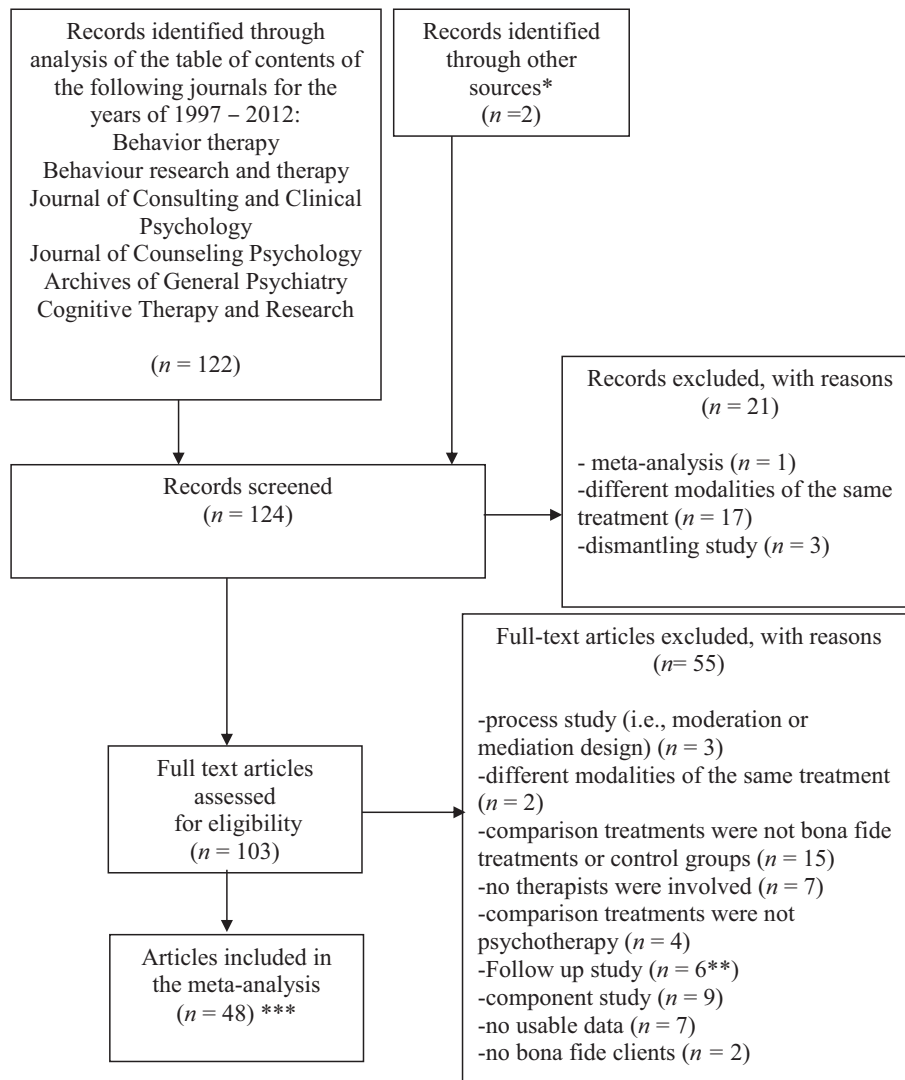 Records identified through
analysis of the table of contents of
the following journals for the
years of 1997 – 2012:
Behavior therapy
Behaviour research and therapy
Journal of Consulting and Clinical
Psychology
Journal of Counseling Psychology
Archives of General Psychiatry
Cognitive Therapy and Research
(n = 122)
Records identified
through other
sources*
(n =2)
Records screened
(n = 124)
Records excluded, with reasons
(n = 21)
- meta-analysis (n = 1)
-different modalities of the same
treatment (n = 17)
-dismantling study (n = 3)
Full text articles
assessed
for eligibility
(n = 103)
Full-text articles excluded, with reasons
(n= 55)
-process study (i.e., moderation or
mediation design) (n = 3)
-different modalities of the same treatment
(n = 2)
-comparison treatments were not bona fide
treatments or control groups (n = 15)
-no therapists were involved (n = 7)
-comparison treatments were not
psychotherapy (n = 4)
-Follow up study (n = 6**)
-component study (n = 9)
-no usable data (n = 7)
-no bona fide clients (n = 2)
Articles included in
the meta-analysis
(n = 48) ***